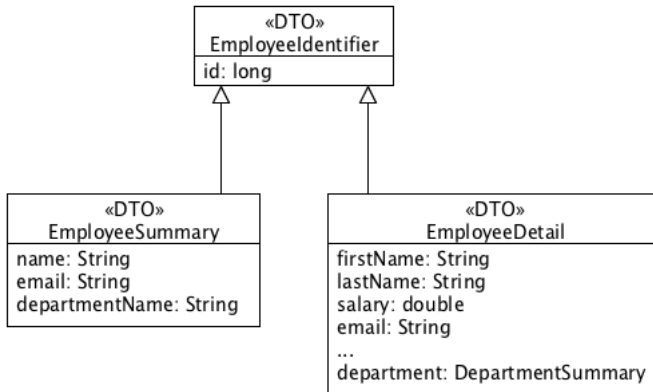 «DTO»
EmployeeIdentifier
id: long
«DTO»
EmployeeSummary
name: String
email: String
departmentName: String
«DTO»
EmployeeDetail
firstName: String
lastName: String
salary: double
email: String
...
department: DepartmentSummary